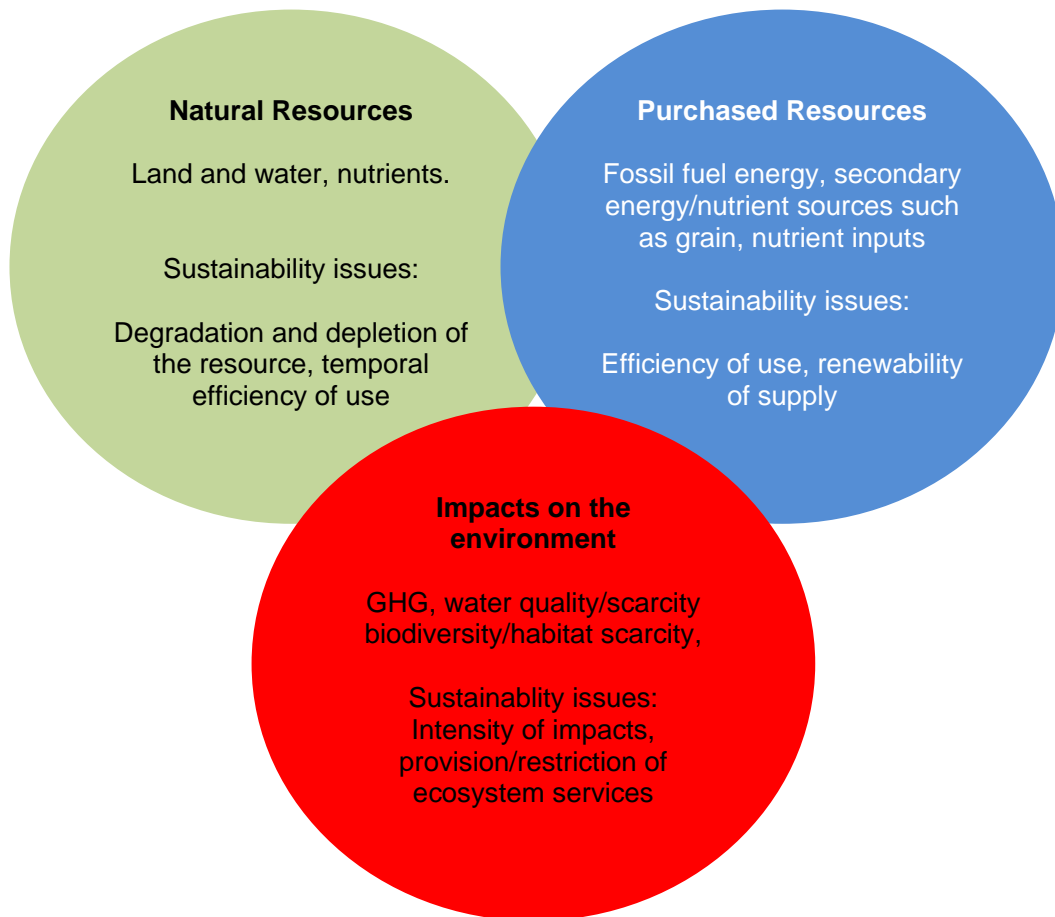 Natural Resources
Land and water, nutrients.
Sustainability issues:
Degradation and depletion of
the resource, temporal
efficiency of use
Purchased Resources
Fossil fuel energy, secondary
energy/nutrient sources such
as grain, nutrient inputs
Sustainability issues:
Efficiency of use, renewability
of supply
Impacts on the
environment
GHG, water quality/scarcity
biodiversity/habitat scarcity,
Sustainablity issues:
Intensity of impacts,
provision/restriction of
ecosystem services